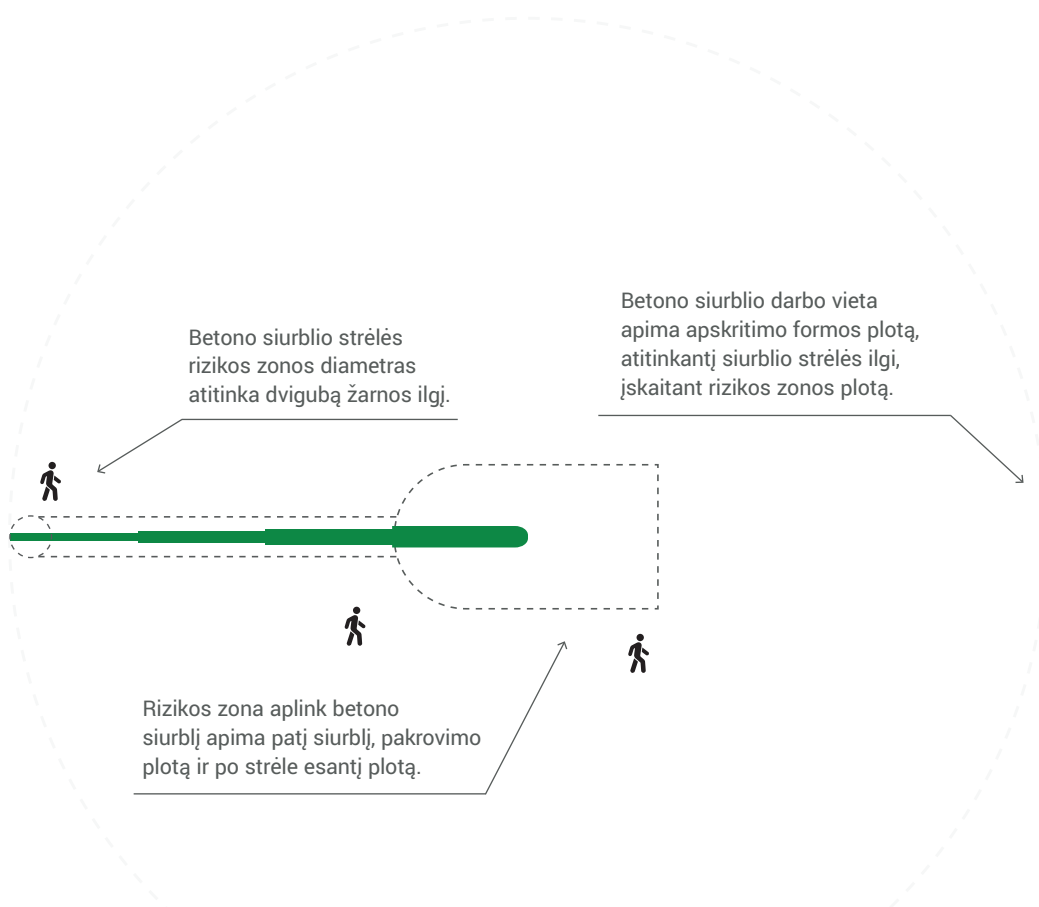 Betono siurblio strėlės
rizikos zonos diametras
atitinka dvigubą žarnos ilgį.
Betono siurblio darbo vieta
apima apskritimo formos plotą,
atitinkantį siurblio strėlės ilgi,
įskaitant rizikos zonos plotą.
Rizikos zona aplink betono
siurblį apima patį siurblį, pakrovimo
plotą ir po strėle esantį plotą.